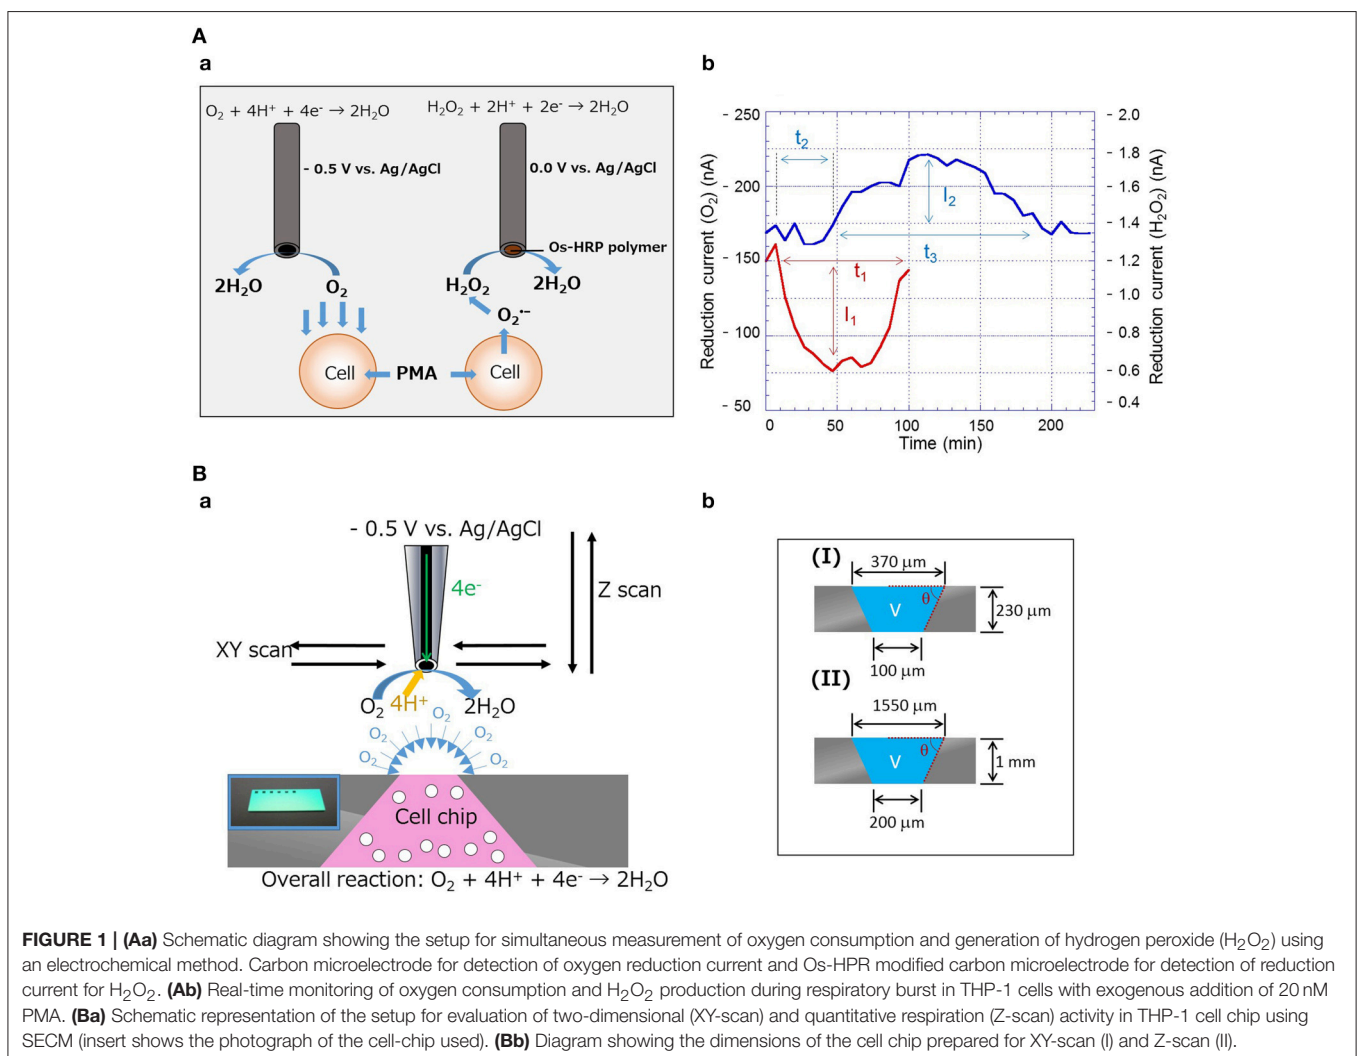 A
a
O₂ + 4H⁺ + 4e⁻ → 2H₂O
H₂O₂ + 2H⁺ + 2e⁻ → 2H₂O
- 0.5 V vs. Ag/AgCl
0.0 V vs. Ag/AgCl
Os-HRP polymer
2H₂O
O₂
H₂O₂
2H₂O
O₂•−
Cell
PMA
Cell
b
Reduction current (O₂) (nA)
- 250
- 200
- 150
- 100
- 50
- 2.0
- 1.8
- 1.6
- 1.4
- 1.2
- 1.0
- 0.8
- 0.6
- 0.4
Reduction current (H₂O₂) (nA)
t₂
I₂
t₃
t₁
I₁
0
50
100
150
200
Time (min)
B
a
- 0.5 V vs. Ag/AgCl
4e⁻
Z scan
XY scan
O₂
4H⁺
2H₂O
O₂
O₂
O₂
O₂
O₂
O₂
Cell chip
Overall reaction: O₂ + 4H⁺ + 4e⁻ → 2H₂O
b
(I)
370 µm
θ
V
230 µm
100 µm
(II)
1550 µm
θ
V
1 mm
200 µm
FIGURE 1 | (Aa) Schematic diagram showing the setup for simultaneous measurement of oxygen consumption and generation of hydrogen peroxide (H₂O₂) using
an electrochemical method. Carbon microelectrode for detection of oxygen reduction current and Os-HPR modified carbon microelectrode for detection of reduction
current for H₂O₂. (Ab) Real-time monitoring of oxygen consumption and H₂O₂ production during respiratory burst in THP-1 cells with exogenous addition of 20 nM
PMA. (Ba) Schematic representation of the setup for evaluation of two-dimensional (XY-scan) and quantitative respiration (Z-scan) activity in THP-1 cell chip using
SECM (insert shows the photograph of the cell-chip used). (Bb) Diagram showing the dimensions of the cell chip prepared for XY-scan (I) and Z-scan (II).